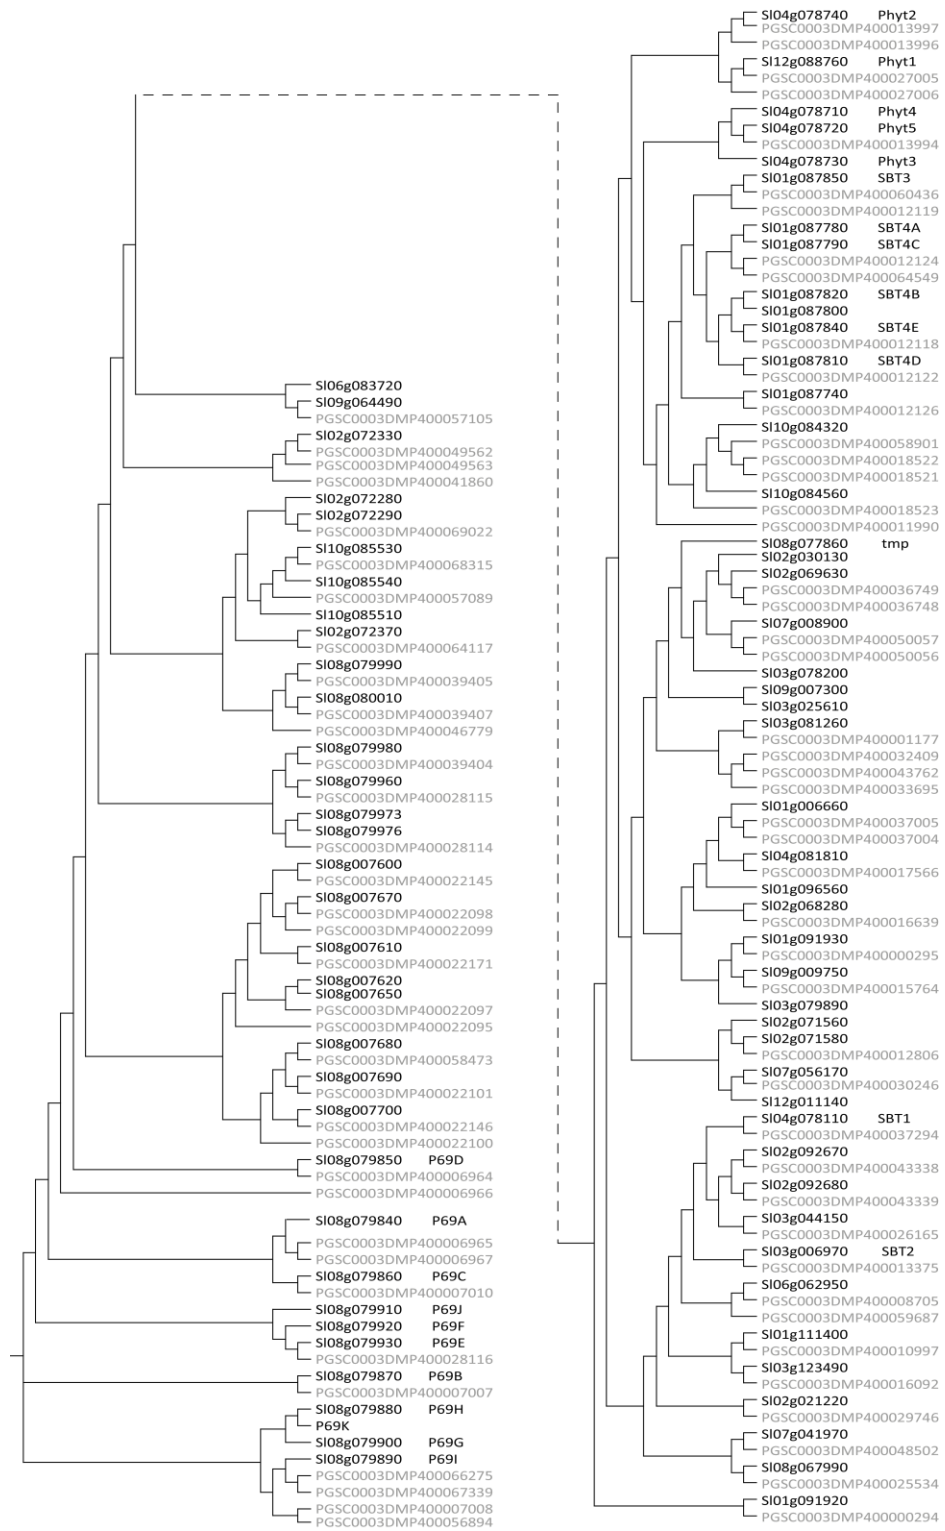 Sl06g083720
Sl09g064490
PGSC0003DMP400057105
Sl02g072330
PGSC0003DMP400049562
PGSC0003DMP400049563
PGSC0003DMP400041860
Sl02g072280
Sl02g072290
PGSC0003DMP400069022
Sl10g085530
PGSC0003DMP400068315
Sl10g085540
PGSC0003DMP400057089
Sl10g085510
Sl02g072370
PGSC0003DMP400064117
Sl08g079990
PGSC0003DMP400039405
Sl08g080010
PGSC0003DMP400039407
PGSC0003DMP400046779
Sl08g079980
PGSC0003DMP400039404
Sl08g079960
PGSC0003DMP400028115
Sl08g079973
Sl08g079976
PGSC0003DMP400028114
Sl08g007600
PGSC0003DMP400022145
Sl08g007670
PGSC0003DMP400022098
PGSC0003DMP400022099
Sl08g007610
PGSC0003DMP400022171
Sl08g007620
Sl08g007650
PGSC0003DMP400022097
PGSC0003DMP400022095
Sl08g007680
PGSC0003DMP400058473
Sl08g007690
PGSC0003DMP400022101
Sl08g007700
PGSC0003DMP400022146
PGSC0003DMP400022100
Sl08g079850 P69D
PGSC0003DMP400006964
PGSC0003DMP400006966
Sl08g079840 P69A
PGSC0003DMP400006965
PGSC0003DMP400006967
Sl08g079860 P69C
PGSC0003DMP400007010
Sl08g079910 P69J
Sl08g079920 P69F
Sl08g079930 P69E
PGSC0003DMP400028116
Sl08g079870 P69B
PGSC0003DMP400007007
Sl08g079880 P69H
P69K
Sl08g079900 P69G
Sl08g079890 P69I
PGSC0003DMP400066275
PGSC0003DMP400067339
PGSC0003DMP400007008
PGSC0003DMP400056894
Sl04g078740 Phyt2
PGSC0003DMP400013997
PGSC0003DMP400013996
Sl12g088760 Phyt1
PGSC0003DMP400027005
PGSC0003DMP400027006
Sl04g078710 Phyt4
Sl04g078720 Phyt5
PGSC0003DMP400013994
Sl04g078730 Phyt3
Sl01g087850 SBT3
PGSC0003DMP400060436
PGSC0003DMP400012119
Sl01g087780 SBT4A
Sl01g087790 SBT4C
PGSC0003DMP400012124
PGSC0003DMP400064549
Sl01g087820 SBT4B
Sl01g087800
Sl01g087840 SBT4E
PGSC0003DMP400012118
Sl01g087810 SBT4D
PGSC0003DMP400012122
Sl01g087740
PGSC0003DMP400012126
Sl10g084320
PGSC0003DMP400058901
PGSC0003DMP400018522
PGSC0003DMP400018521
Sl10g084560
PGSC0003DMP400018523
PGSC0003DMP400011990
Sl08g077860 tmp
Sl02g030130
Sl02g069630
PGSC0003DMP400036749
PGSC0003DMP400036748
Sl07g008900
PGSC0003DMP400050057
PGSC0003DMP400050056
Sl03g078200
Sl09g007300
Sl03g025610
Sl03g081260
PGSC0003DMP400001177
PGSC0003DMP400032409
PGSC0003DMP400043762
PGSC0003DMP400033695
Sl01g006660
PGSC0003DMP400037005
PGSC0003DMP400037004
Sl04g081810
PGSC0003DMP400017566
Sl01g096560
Sl02g068280
PGSC0003DMP400016639
Sl01g091930
PGSC0003DMP400000295
Sl09g009750
PGSC0003DMP400015764
Sl03g079890
Sl02g071560
Sl02g071580
PGSC0003DMP400012806
Sl07g056170
PGSC0003DMP400030246
Sl12g011140
Sl04g078110 SBT1
PGSC0003DMP400037294
Sl02g092670
PGSC0003DMP400043338
Sl02g092680
PGSC0003DMP400043339
Sl03g044150
PGSC0003DMP400026165
Sl03g006970 SBT2
PGSC0003DMP400013375
Sl06g062950
PGSC0003DMP400008705
PGSC0003DMP400059687
Sl01g111400
PGSC0003DMP400010997
Sl03g123490
PGSC0003DMP400016092
Sl02g021220
PGSC0003DMP400029746
Sl07g041970
PGSC0003DMP400048502
Sl08g067990
PGSC0003DMP400025534
Sl01g091920
PGSC0003DMP400000294